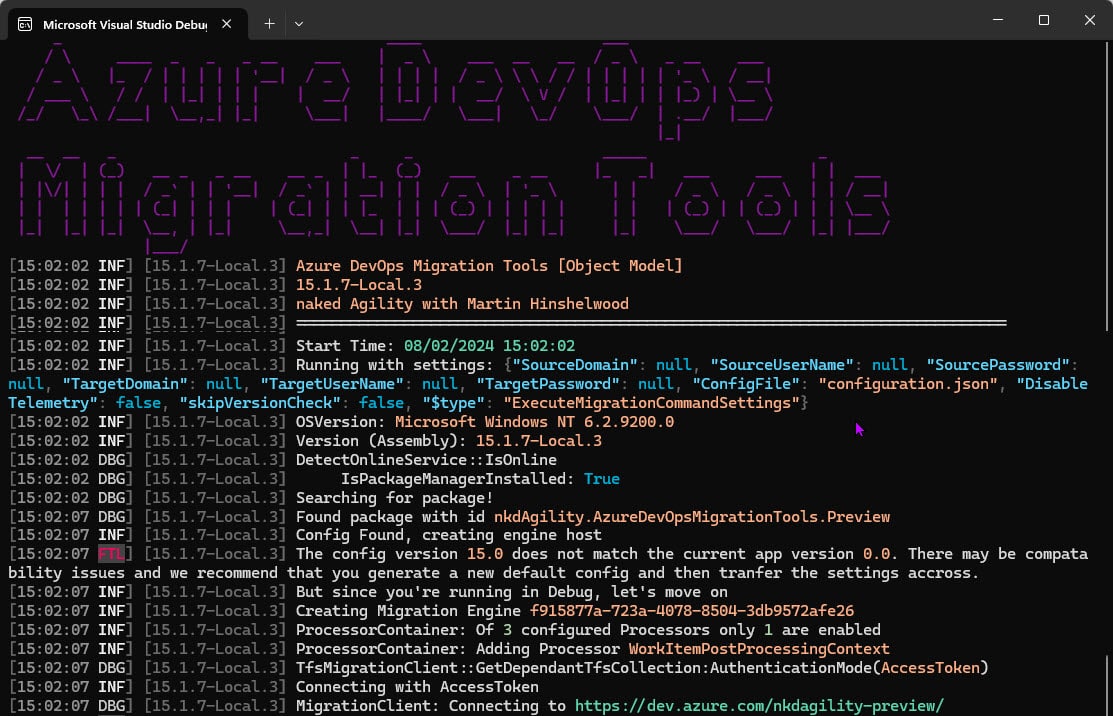 Microsoft Visual Studio Debug
Azure DevOps
Migration Tools
[15:02:02 INF] [15.1.7-Local.3] Azure DevOps Migration Tools [Object Model]
[15:02:02 INF] [15.1.7-Local.3] 15.1.7-Local.3
[15:02:02 INF] [15.1.7-Local.3] naked Agility with Martin Hinshelwood
[15:02:02 INF] [15.1.7-Local.3] ===============================================================================
[15:02:02 INF] [15.1.7-Local.3] Start Time: 08/02/2024 15:02:02
[15:02:02 INF] [15.1.7-Local.3] Running with settings: {"SourceDomain": null, "SourceUserName": null, "SourcePassword":
null, "TargetDomain": null, "TargetUserName": null, "TargetPassword": null, "ConfigFile": "configuration.json", "Disable
Telemetry": false, "skipVersionCheck": false, "$type": "ExecuteMigrationCommandSettings"}
[15:02:02 INF] [15.1.7-Local.3] OSVersion: Microsoft Windows NT 6.2.9200.0
[15:02:02 INF] [15.1.7-Local.3] Version (Assembly): 15.1.7-Local.3
[15:02:02 DBG] [15.1.7-Local.3] DetectOnlineService::IsOnline
[15:02:02 DBG] [15.1.7-Local.3]      IsPackageManagerInstalled: True
[15:02:02 DBG] [15.1.7-Local.3] Searching for package!
[15:02:07 DBG] [15.1.7-Local.3] Found package with id nkdAgility.AzureDevOpsMigrationTools.Preview
[15:02:07 INF] [15.1.7-Local.3] Config Found, creating engine host
[15:02:07 FTL] [15.1.7-Local.3] The config version 15.0 does not match the current app version 0.0. There may be compata
bility issues and we recommend that you generate a new default config and then tranfer the settings accross.
[15:02:07 INF] [15.1.7-Local.3] But since you're running in Debug, let's move on
[15:02:07 INF] [15.1.7-Local.3] Creating Migration Engine f915877a-723a-4078-8504-3db9572afe26
[15:02:07 INF] [15.1.7-Local.3] ProcessorContainer: Of 3 configured Processors only 1 are enabled
[15:02:07 INF] [15.1.7-Local.3] ProcessorContainer: Adding Processor WorkItemPostProcessingContext
[15:02:07 DBG] [15.1.7-Local.3] TfsMigrationClient::GetDependantTfsCollection:AuthenticationMode(AccessToken)
[15:02:07 INF] [15.1.7-Local.3] Connecting with AccessToken
[15:02:07 DBG] [15.1.7-Local.3] MigrationClient: Connecting to https://dev.azure.com/nkdagility-preview/